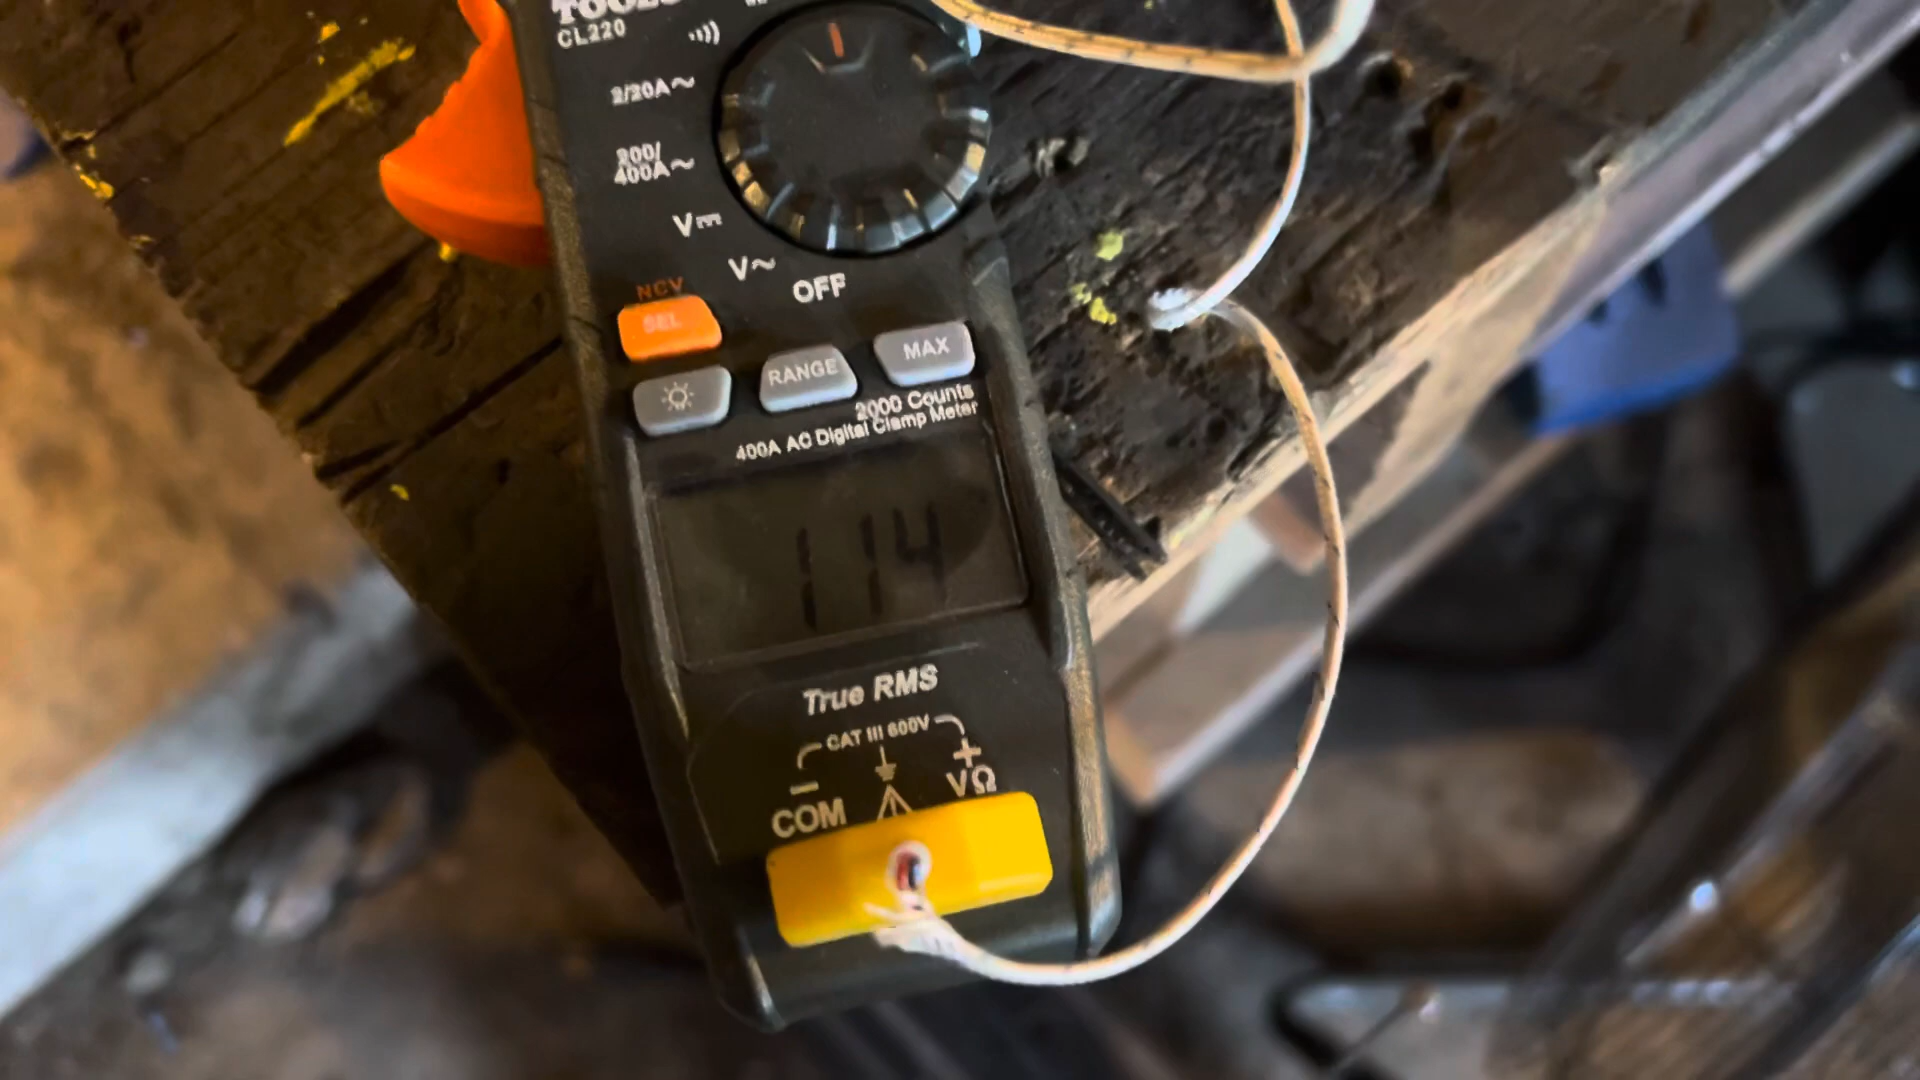 TOOLS
CL220
2/20A~
200/
400A~
V⎓
V~
OFF
NCV
SEL
RANGE
MAX
2000 Counts
400A AC Digital Clamp Meter
114
True RMS
CAT III 600V
− +
COM VΩ